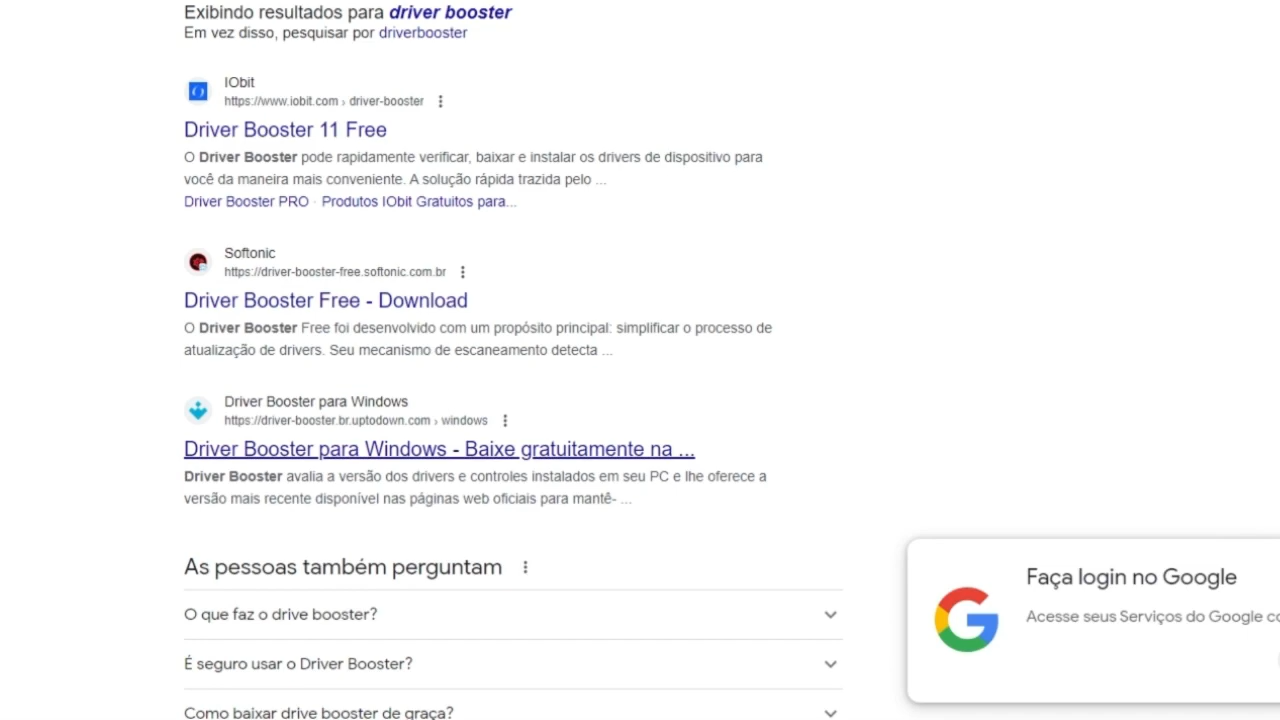 Exibindo resultados para driver booster
Em vez disso, pesquisar por driverbooster
IObit
https://www.iobit.com › driver-booster
Driver Booster 11 Free
O Driver Booster pode rapidamente verificar, baixar e instalar os drivers de dispositivo para
você da maneira mais conveniente. A solução rápida trazida pelo ...
Driver Booster PRO · Produtos IObit Gratuitos para...
Softonic
https://driver-booster-free.softonic.com.br
Driver Booster Free - Download
O Driver Booster Free foi desenvolvido com um propósito principal: simplificar o processo de
atualização de drivers. Seu mecanismo de escaneamento detecta ...
Driver Booster para Windows
https://driver-booster.br.uptodown.com › windows
Driver Booster para Windows - Baixe gratuitamente na ...
Driver Booster avalia a versão dos drivers e controles instalados em seu PC e lhe oferece a
versão mais recente disponível nas páginas web oficiais para mantê- ...
As pessoas também perguntam
O que faz o drive booster?
É seguro usar o Driver Booster?
Como baixar drive booster de graça?
Faça login no Google
Acesse seus Serviços do Google